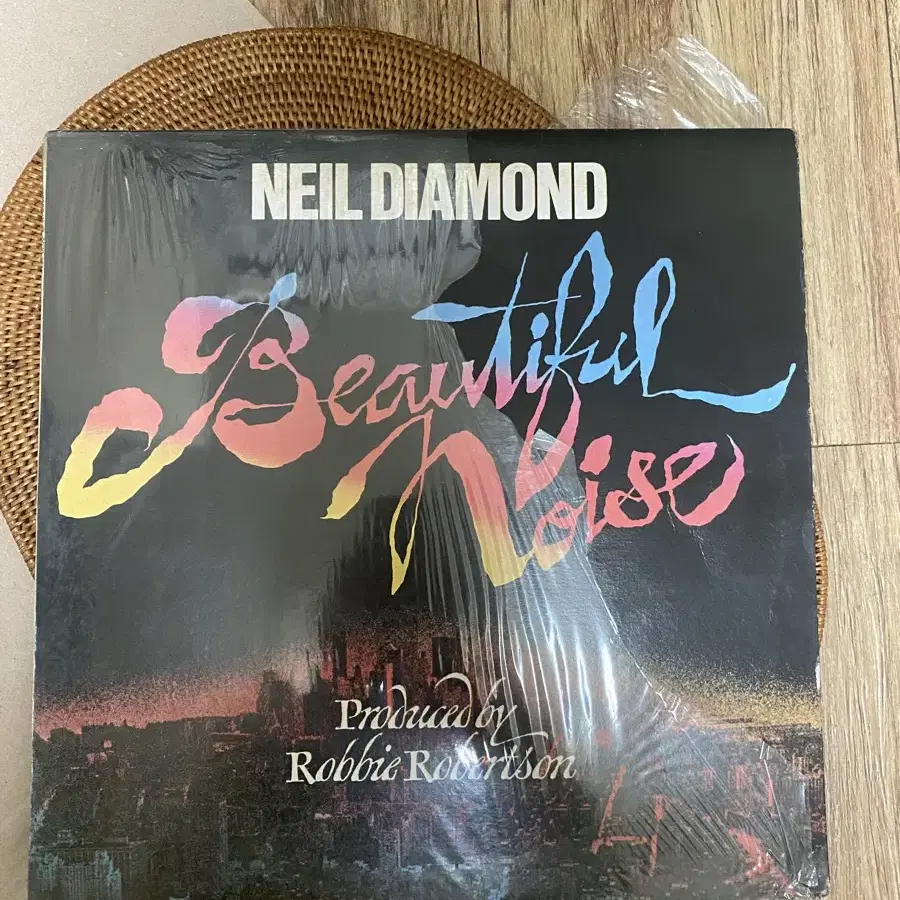 NEIL DIAMOND
Beautiful
Noise
Produced by
Robbie Robertson